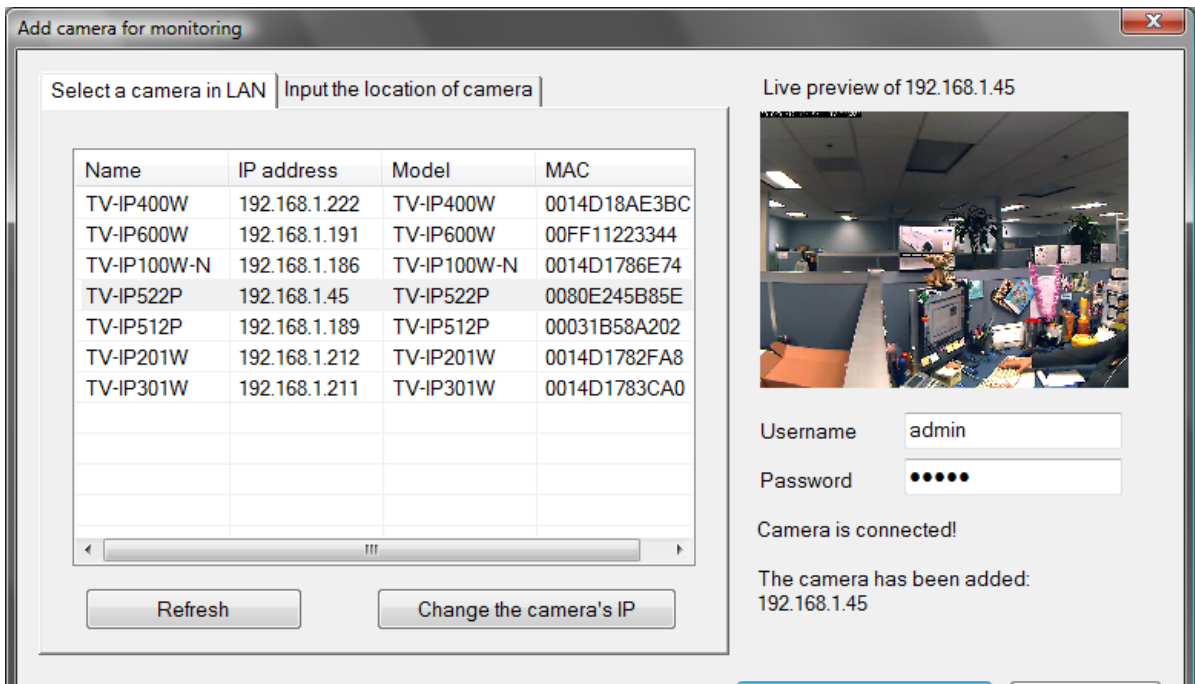 Add camera for monitoring
Select a camera in LAN
Input the location of camera
Name IP address Model MAC
TV-IP400W 192.168.1.222 TV-IP400W 0014D18AE3BC
TV-IP600W 192.168.1.191 TV-IP600W 00FF11223344
TV-IP100W-N 192.168.1.186 TV-IP100W-N 0014D1786E74
TV-IP522P 192.168.1.45 TV-IP522P 0080E245B85E
TV-IP512P 192.168.1.189 TV-IP512P 00031B58A202
TV-IP201W 192.168.1.212 TV-IP201W 0014D1782FA8
TV-IP301W 192.168.1.211 TV-IP301W 0014D1783CA0
Refresh
Change the camera's IP
Live preview of 192.168.1.45
Username admin
Password
Camera is connected!
The camera has been added:
192.168.1.45